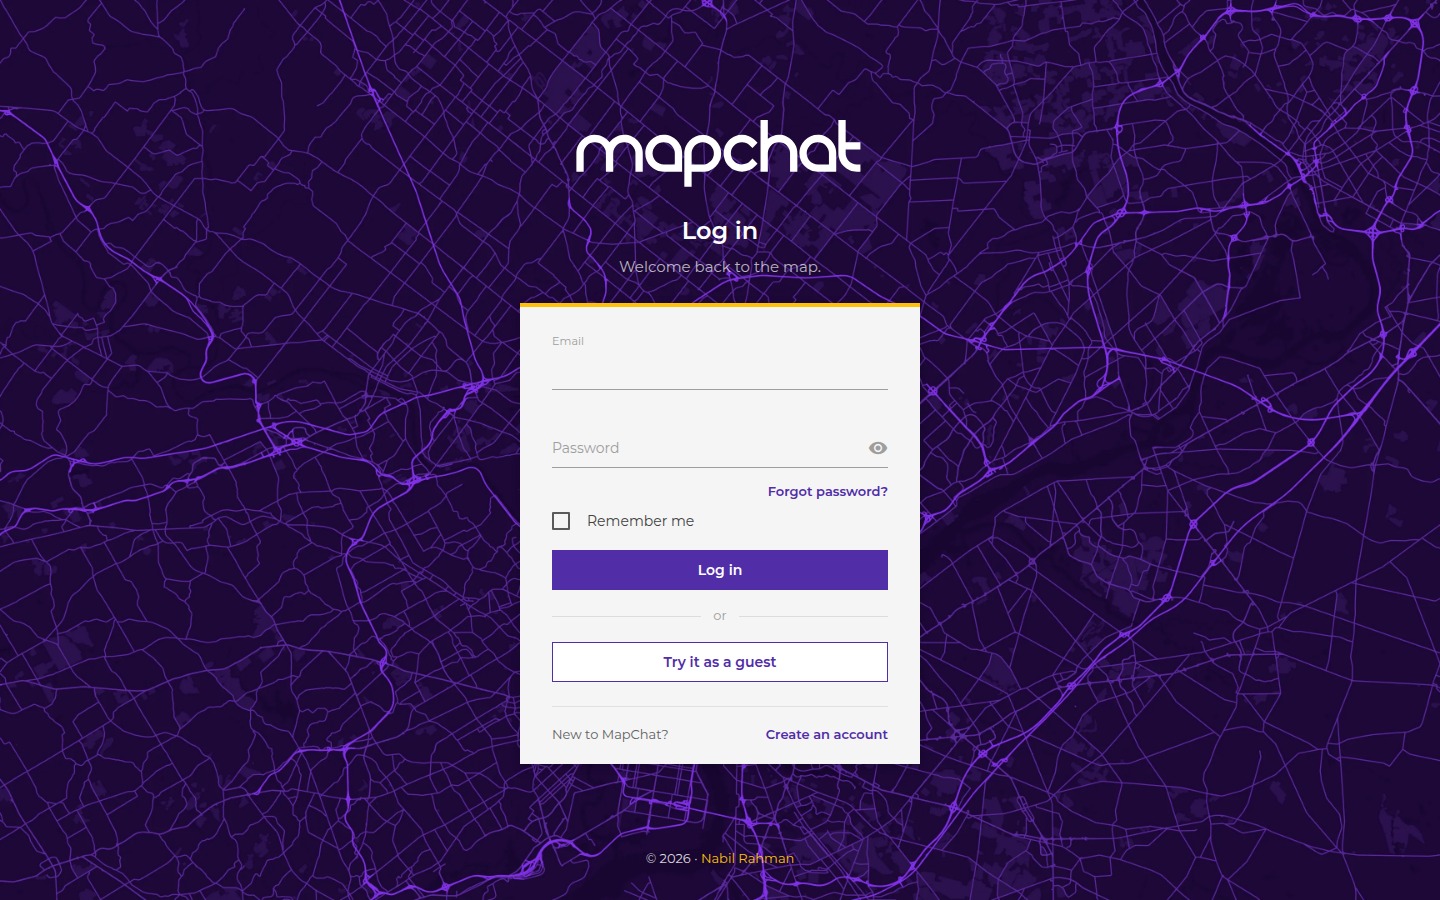 mapchat
Log in
Welcome back to the map.
Email
Password
Forgot password?
Remember me
Log in
or
Try it as a guest
New to MapChat?
Create an account
© 2026 · Nabil Rahman